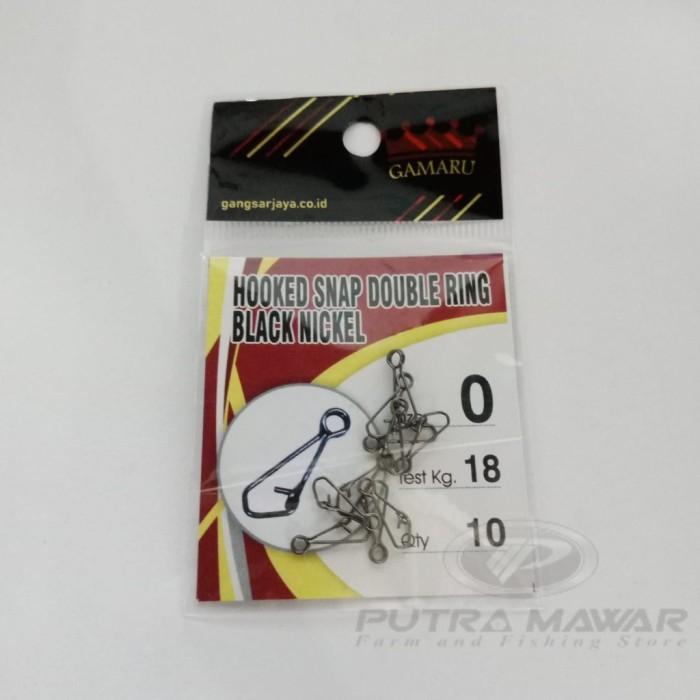 GAMARU
gangsarjaya.co.id
HOOKED SNAP DOUBLE RING
BLACK NICKEL
0
Test Kg. 18
Qty 10
PUTRA MAWAR
Farm and Fishing Store